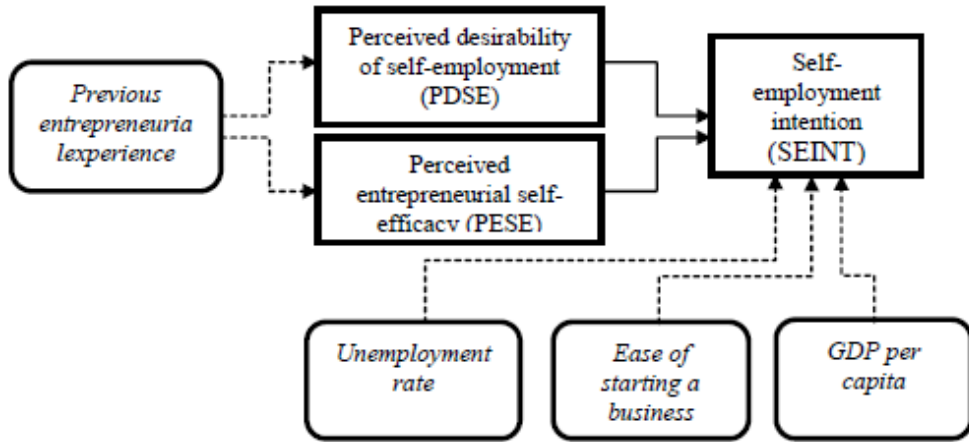 Perceived desirability
of self-employment
(PDSE)
Self-
employment
intention
(SEINT)
Previous
entrepreneuria
lexperience
Perceived
entrepreneurial self-
efficacy (PESE)
Unemployment
rate
Ease of
starting a
business
GDP per
capita